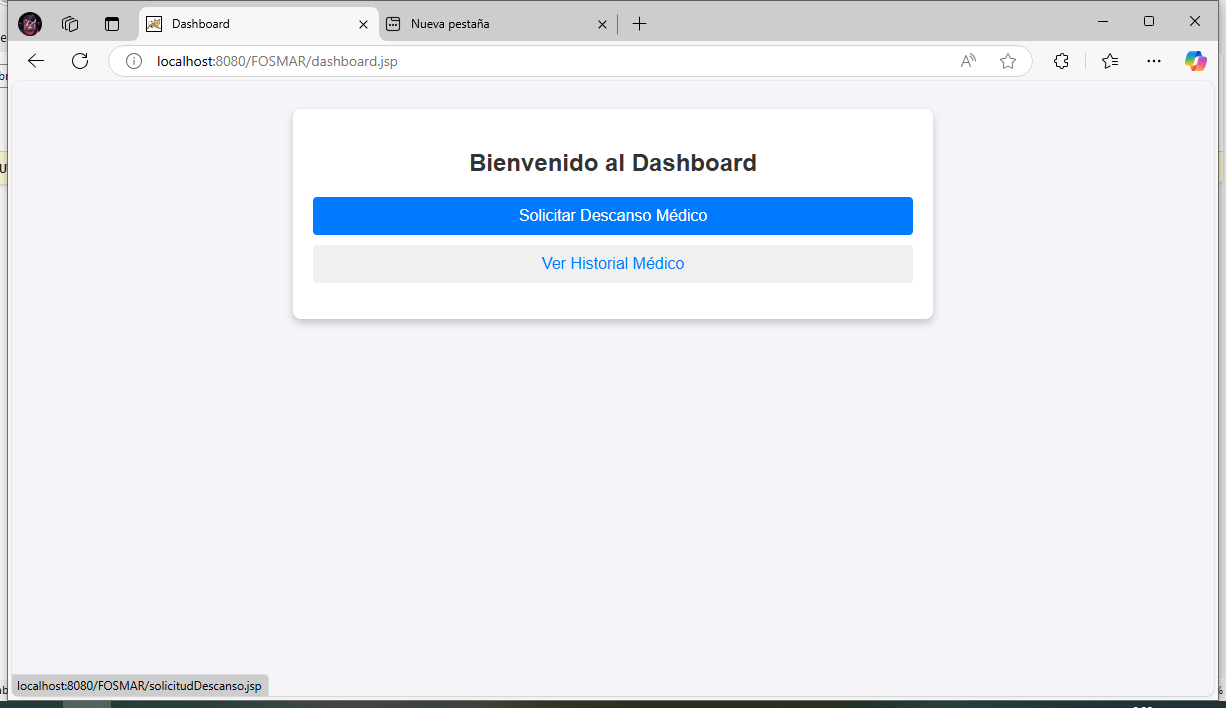 Dashboard
Nueva pestaña
localhost:8080/FOSMAR/dashboard.jsp
Bienvenido al Dashboard
Solicitar Descanso Médico
Ver Historial Médico
localhost:8080/FOSMAR/solicitudDescanso.jsp